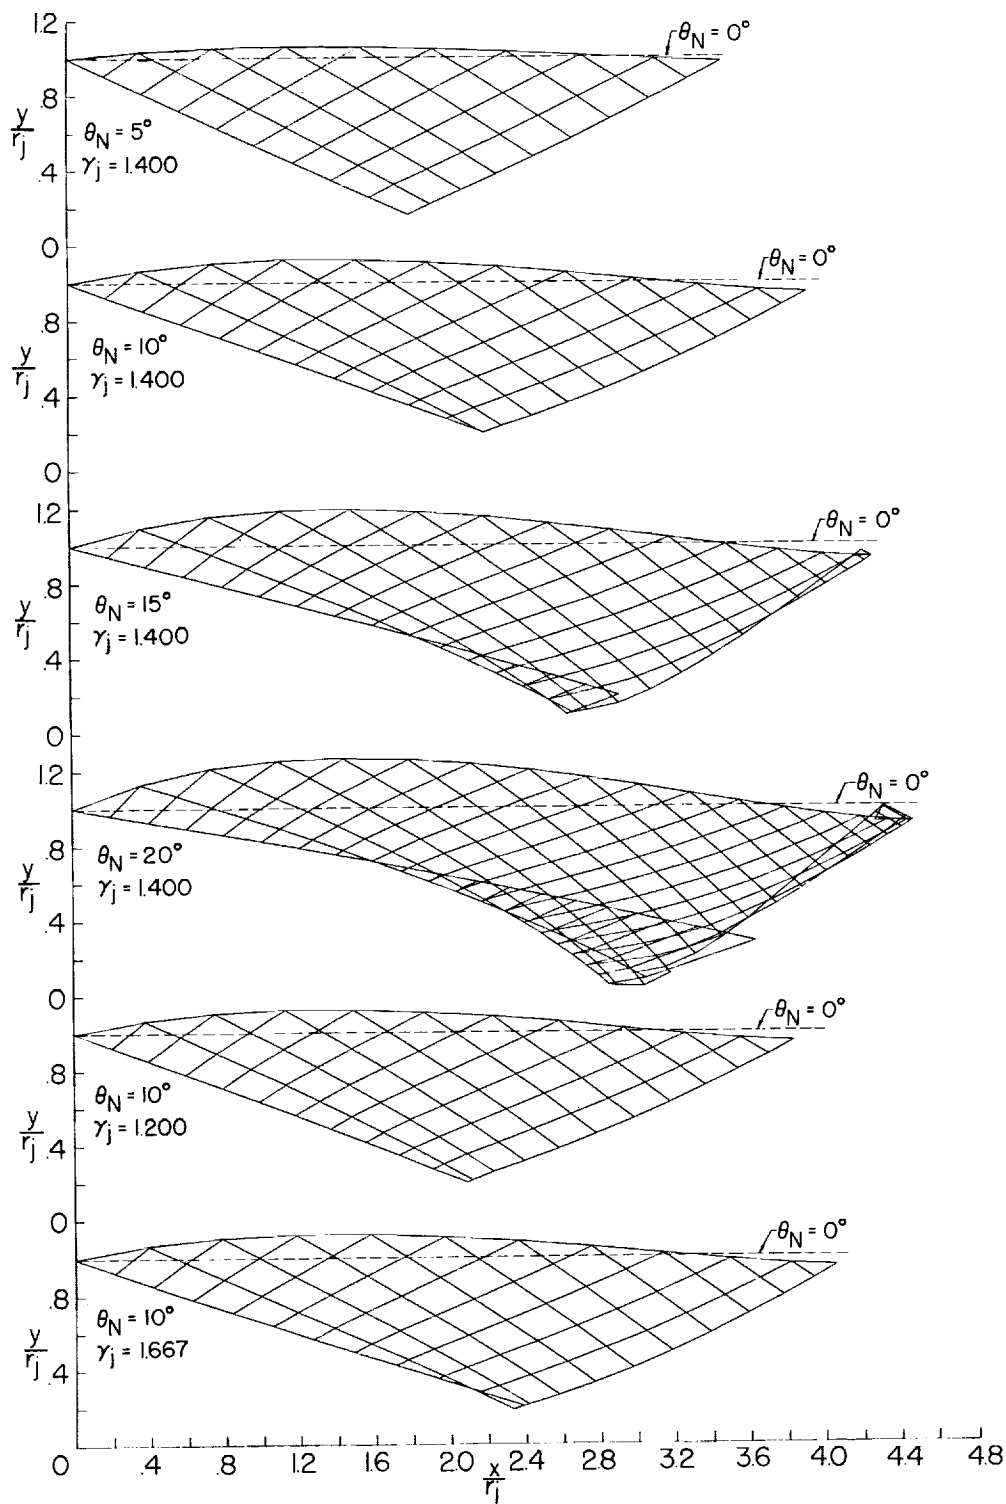 1.2
θN = 0°
.8
y/rj
θN = 5°
γj = 1.400
.4
0
θN = 0°
.8
y/rj
θN = 10°
γj = 1.400
.4
0
1.2
θN = 0°
.8
y/rj
θN = 15°
γj = 1.400
.4
0
1.2
θN = 0°
.8
y/rj
θN = 20°
γj = 1.400
.4
0
θN = 0°
.8
y/rj
θN = 10°
γj = 1.200
.4
0
θN = 0°
.8
y/rj
θN = 10°
γj = 1.667
.4
0 .4 .8 1.2 1.6 2.0 2.4 2.8 3.2 3.6 4.0 4.4 4.8
x/rj